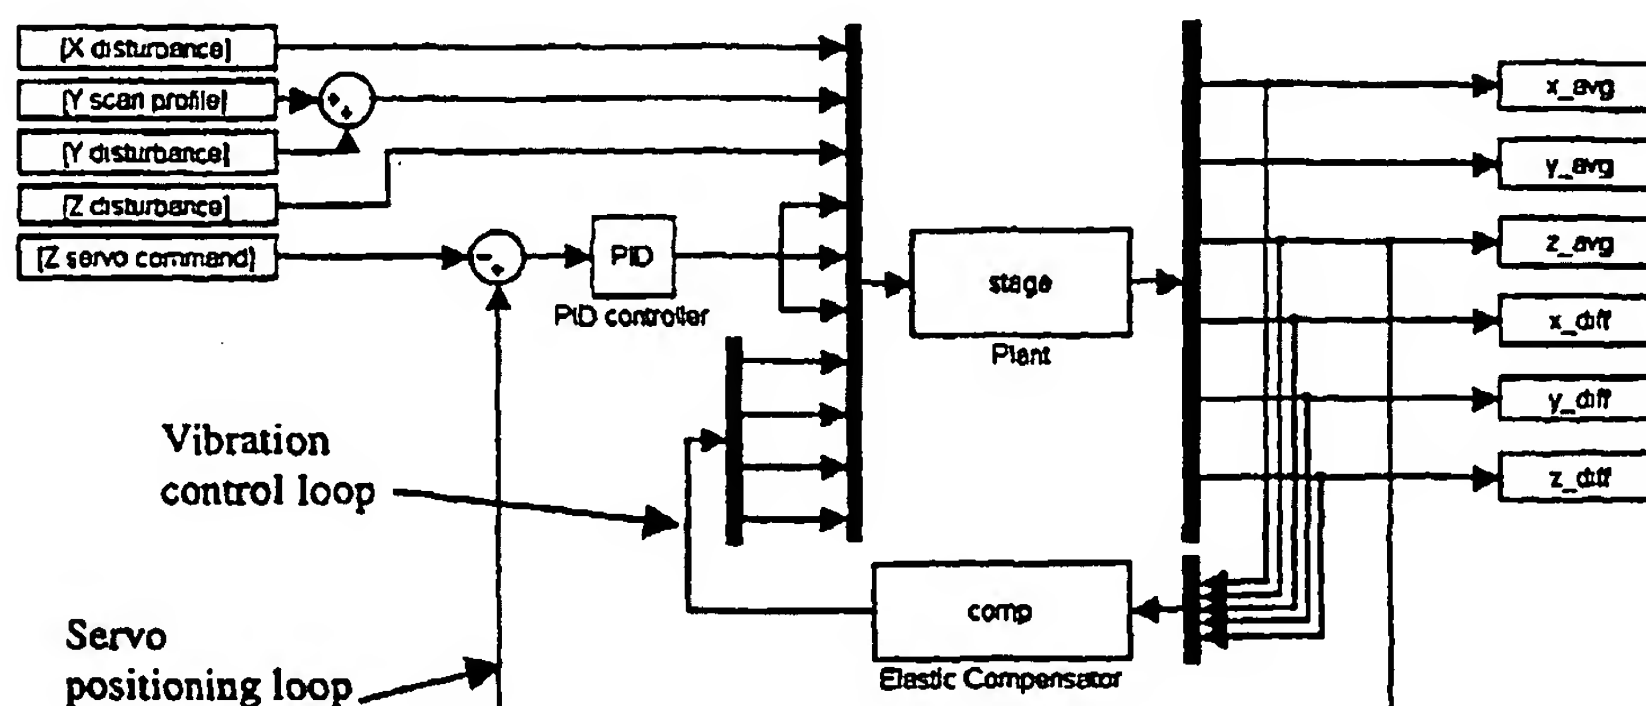 [X disturbance]
[Y scan profile]
[Y disturbance]
[Z disturbance]
[Z servo command]
PID
PID controller
stage
Plant
x_avg
y_avg
z_avg
x_diff
y_diff
z_diff
Vibration
control loop
comp
Elastic Compensator
Servo
positioning loop